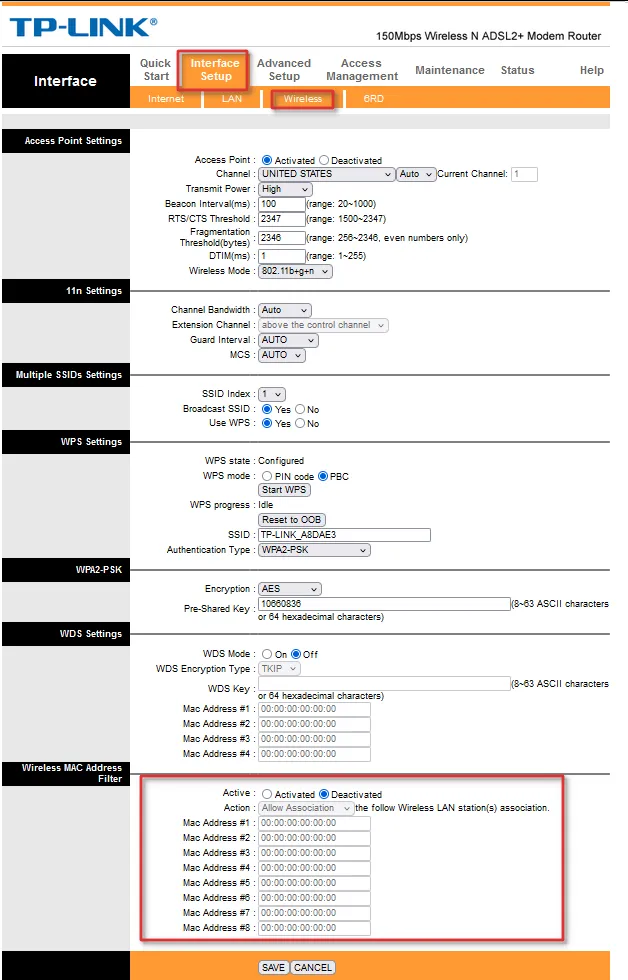 TP-LINK®
150Mbps Wireless N ADSL2+ Modem Router
Interface
Quick Start
Interface Setup
Advanced Setup
Access Management
Maintenance
Status
Help
Internet LAN Wireless 6RD
Access Point Settings
Access Point : Activated Deactivated
Channel : UNITED STATES Auto Current Channel: 1
Transmit Power : High
Beacon Interval(ms) : 100 (range: 20~1000)
RTS/CTS Threshold : 2347 (range: 1500~2347)
Fragmentation
Threshold(bytes) : 2346 (range: 256~2346, even numbers only)
DTIM(ms) : 1 (range: 1~255)
Wireless Mode : 802.11b+g+n
11n Settings
Channel Bandwidth : Auto
Extension Channel : above the control channel
Guard Interval : AUTO
MCS : AUTO
Multiple SSIDs Settings
SSID Index : 1
Broadcast SSID : Yes No
Use WPS : Yes No
WPS Settings
WPS state : Configured
WPS mode : PIN code PBC
Start WPS
WPS progress : Idle
Reset to OOB
SSID : TP-LINK_A8DAE3
Authentication Type : WPA2-PSK
WPA2-PSK
Encryption : AES
Pre-Shared Key : 10660836 (8~63 ASCII characters
or 64 hexadecimal characters)
WDS Settings
WDS Mode : On Off
WDS Encryption Type : TKIP
WDS Key : (8~63 ASCII characters
or 64 hexadecimal characters)
Mac Address #1 : 00:00:00:00:00:00
Mac Address #2 : 00:00:00:00:00:00
Mac Address #3 : 00:00:00:00:00:00
Mac Address #4 : 00:00:00:00:00:00
Wireless MAC Address
Filter
Active : Activated Deactivated
Action : Allow Association the follow Wireless LAN station(s) association.
Mac Address #1 : 00:00:00:00:00:00
Mac Address #2 : 00:00:00:00:00:00
Mac Address #3 : 00:00:00:00:00:00
Mac Address #4 : 00:00:00:00:00:00
Mac Address #5 : 00:00:00:00:00:00
Mac Address #6 : 00:00:00:00:00:00
Mac Address #7 : 00:00:00:00:00:00
Mac Address #8 : 00:00:00:00:00:00
SAVE CANCEL